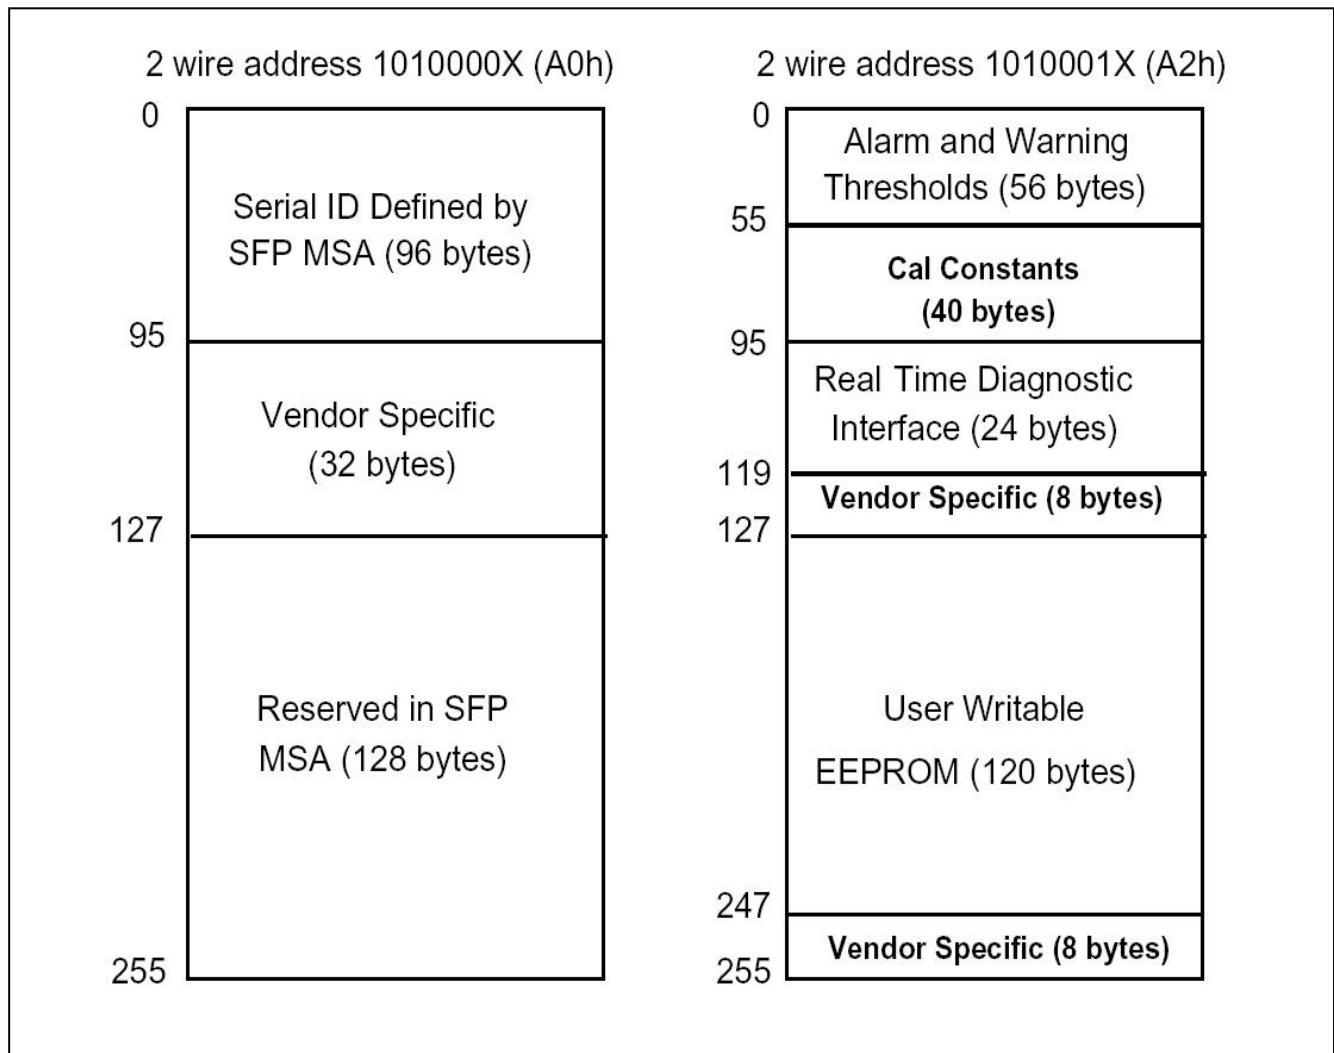 2 wire address 1010000X (A0h)
0
Serial ID Defined by
SFP MSA (96 bytes)
95
Vendor Specific
(32 bytes)
127
Reserved in SFP
MSA (128 bytes)
255
2 wire address 1010001X (A2h)
0
Alarm and Warning
Thresholds (56 bytes)
55
Cal Constants
(40 bytes)
95
Real Time Diagnostic
Interface (24 bytes)
119
Vendor Specific (8 bytes)
127
User Writable
EEPROM (120 bytes)
247
Vendor Specific (8 bytes)
255